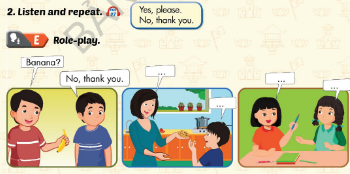 2. Listen and repeat.
Yes, please.
No, thank you.
E Role-play.
Banana?
No, thank you.
...
...
...
...